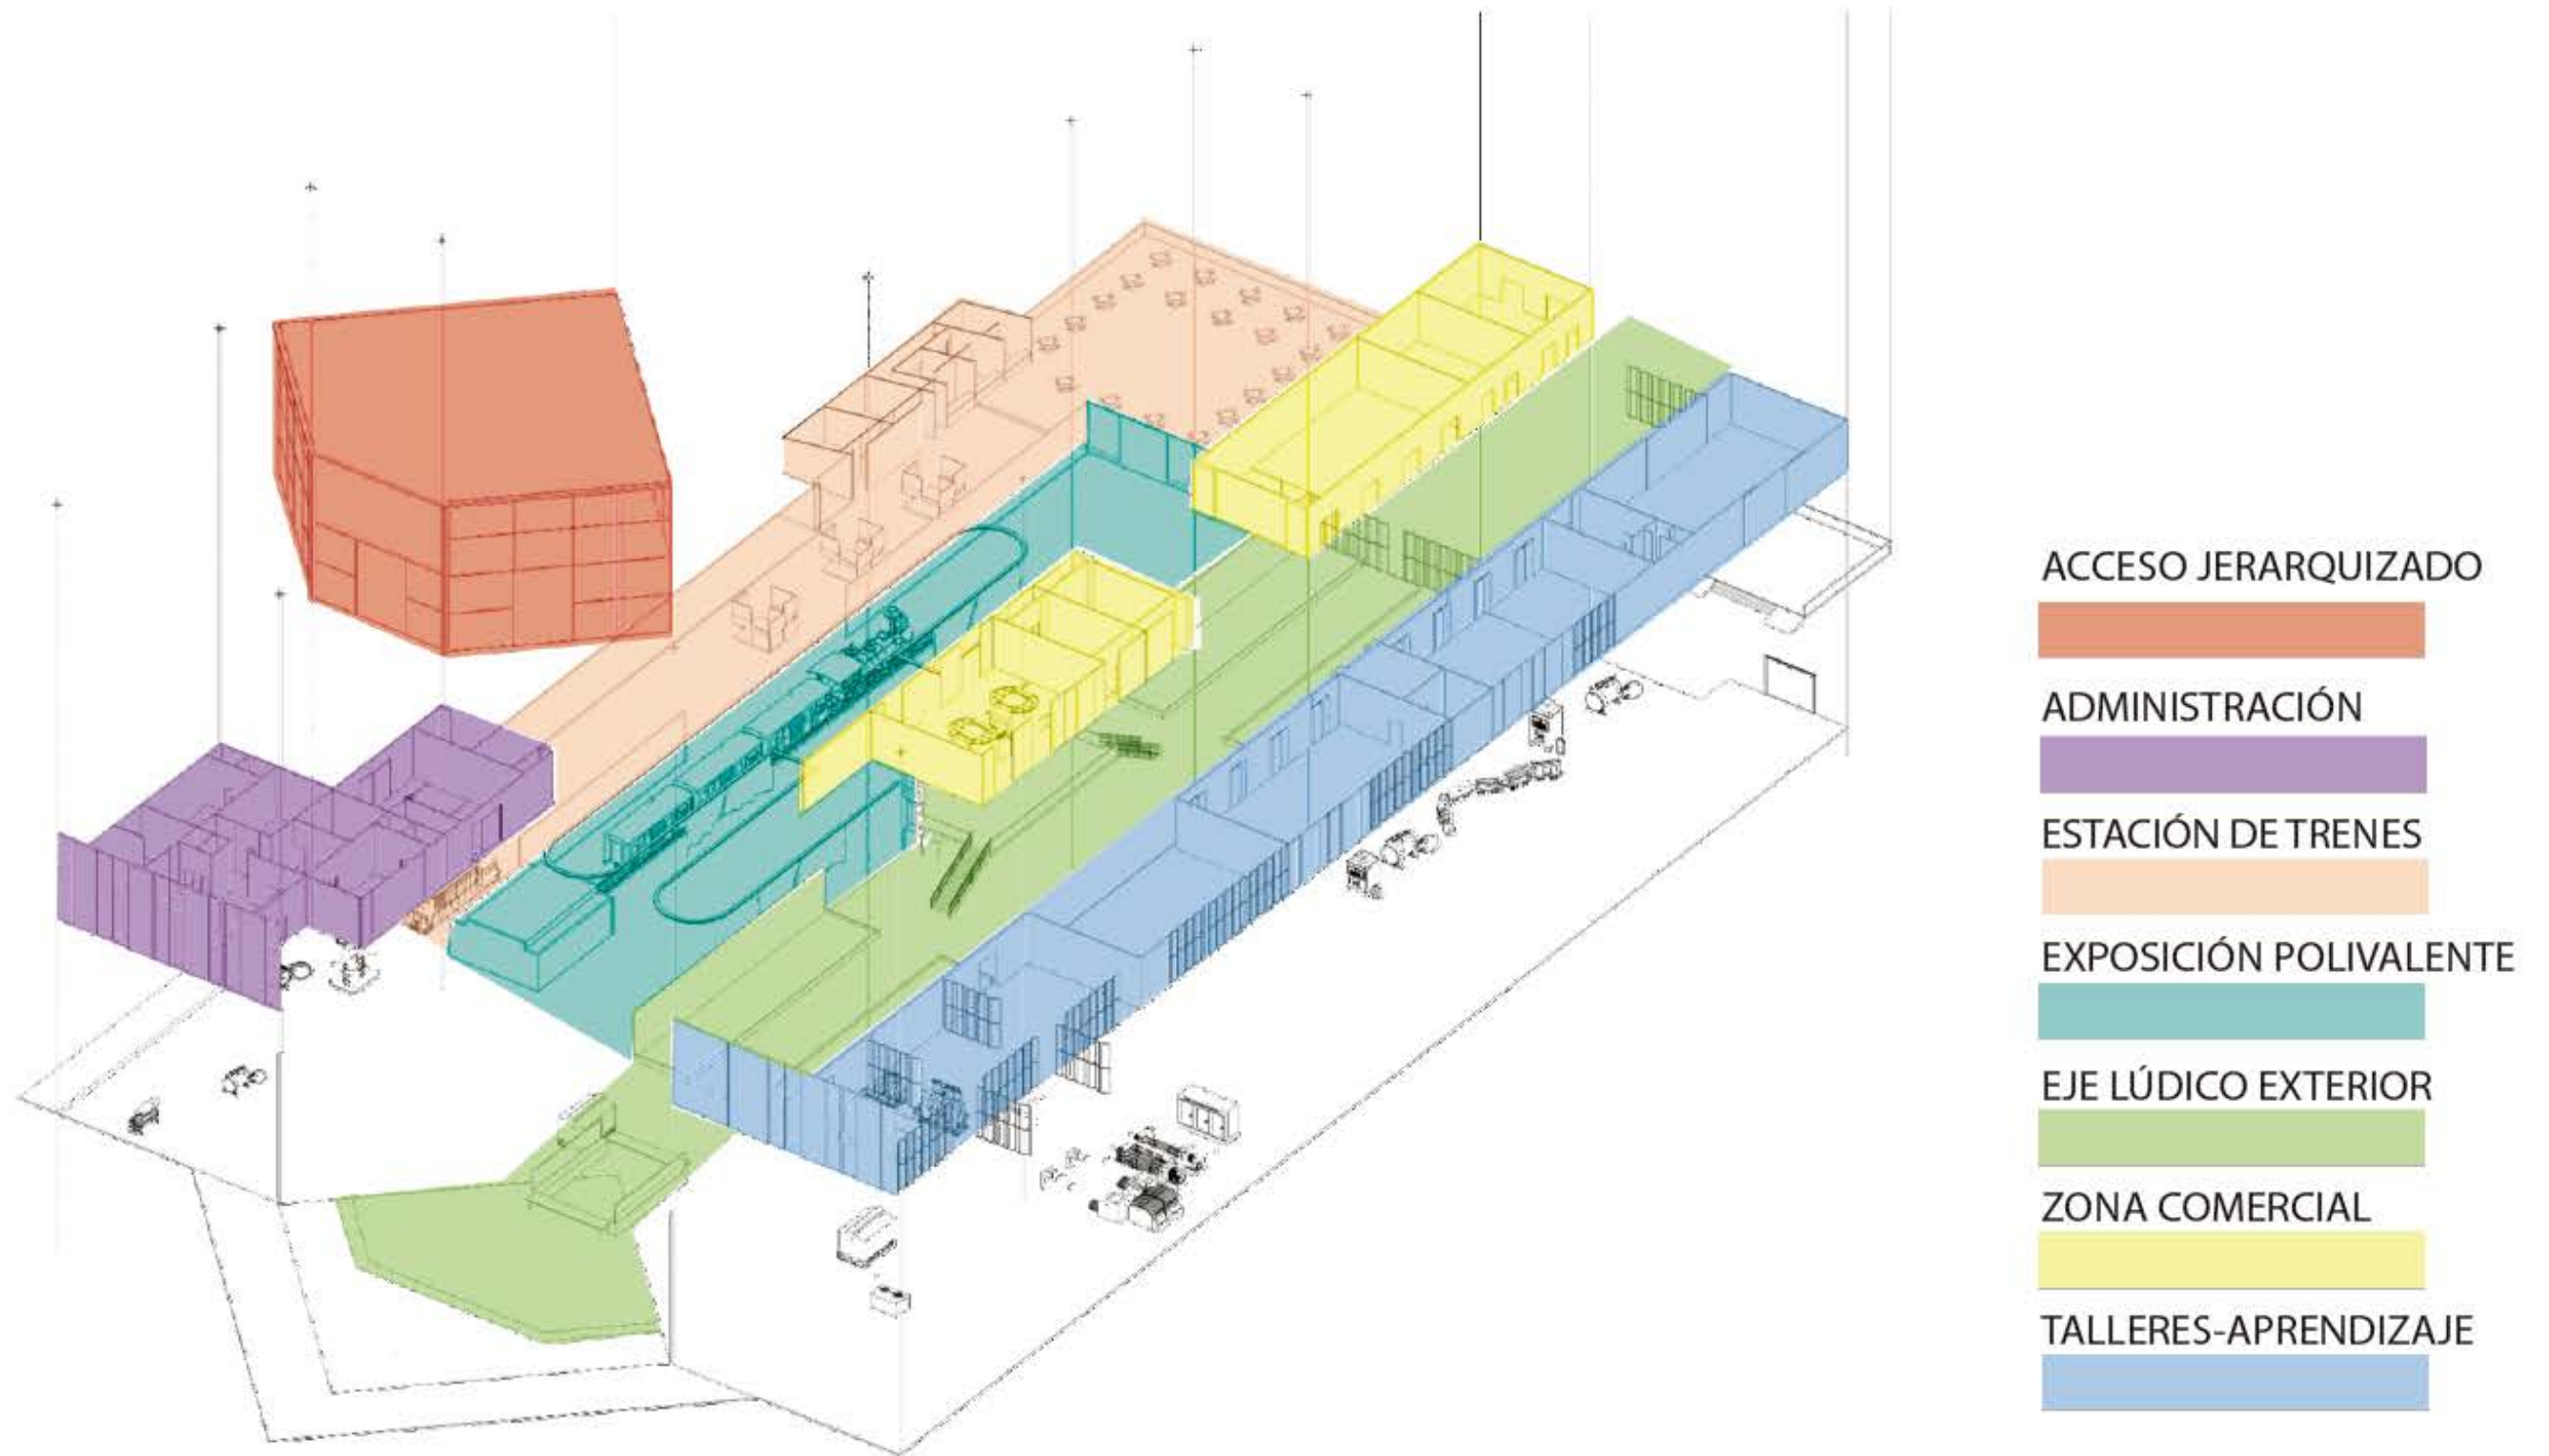 ACCESO JERARQUIZADO
ADMINISTRACIÓN
ESTACIÓN DE TRENES
EXPOSICIÓN POLIVALENTE
EJE LÚDICO EXTERIOR
ZONA COMERCIAL
TALLERES-APRENDIZAJE